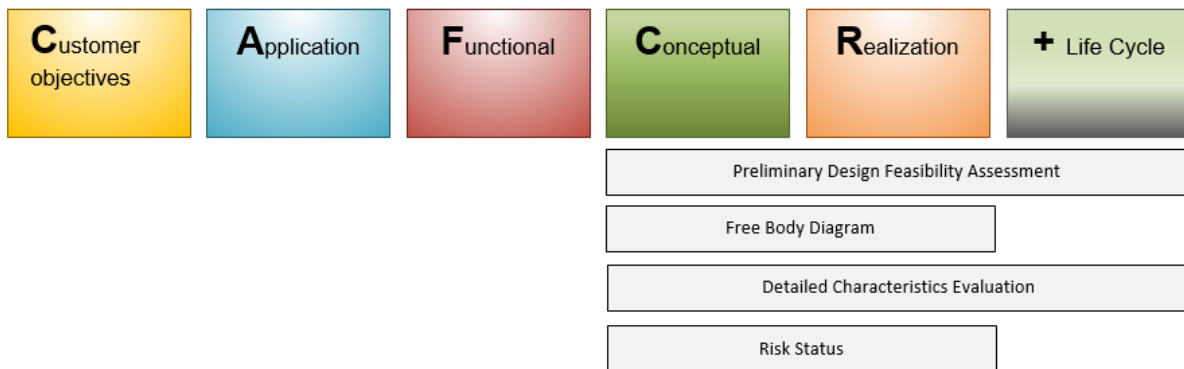 Customer
objectives
Application
Functional
Conceptual
Realization
+ Life Cycle
Preliminary Design Feasibility Assessment
Free Body Diagram
Detailed Characteristics Evaluation
Risk Status